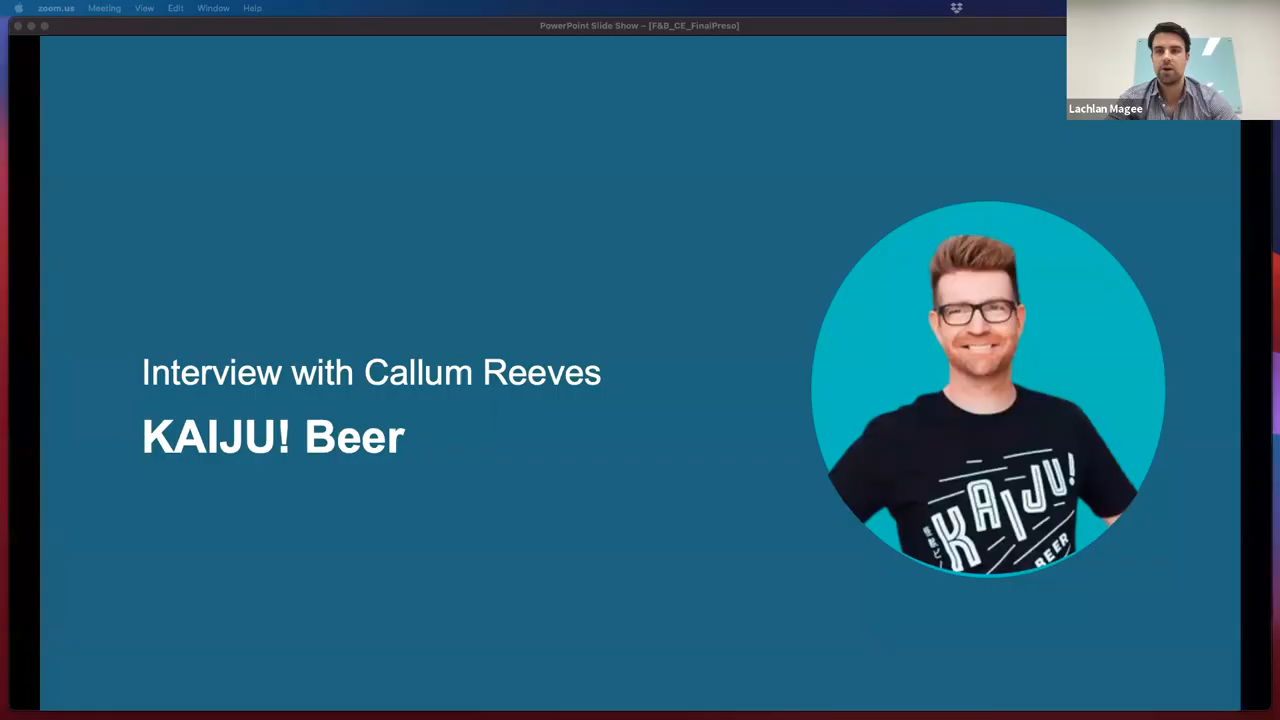 zoom.us Meeting View Edit Window Help
PowerPoint Slide Show – [F&B_CE_FinalPreso]
Lachlan Magee
Interview with Callum Reeves
KAIJU! Beer
KAIJU!
BEER